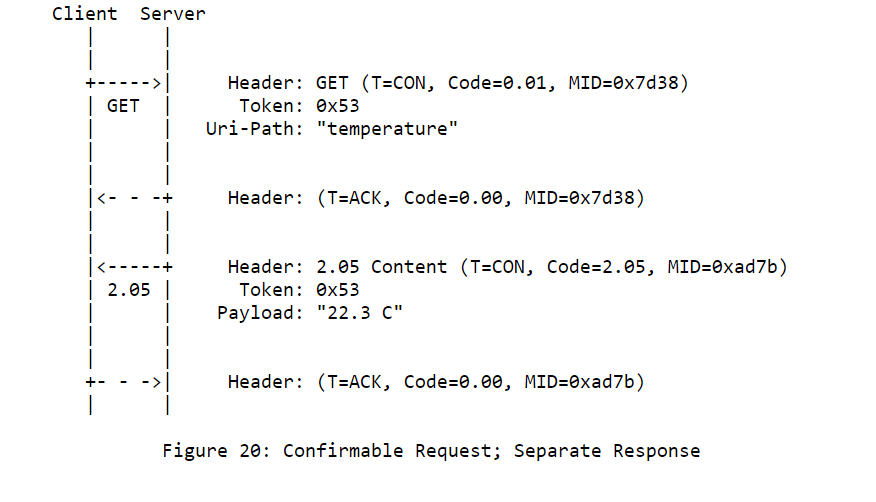 Client  Server
Header: GET (T=CON, Code=0.01, MID=0x7d38)
GET Token: 0x53
Uri-Path: "temperature"
Header: (T=ACK, Code=0.00, MID=0x7d38)
Header: 2.05 Content (T=CON, Code=2.05, MID=0xad7b)
2.05 Token: 0x53
Payload: "22.3 C"
Header: (T=ACK, Code=0.00, MID=0xad7b)
Figure 20: Confirmable Request; Separate Response